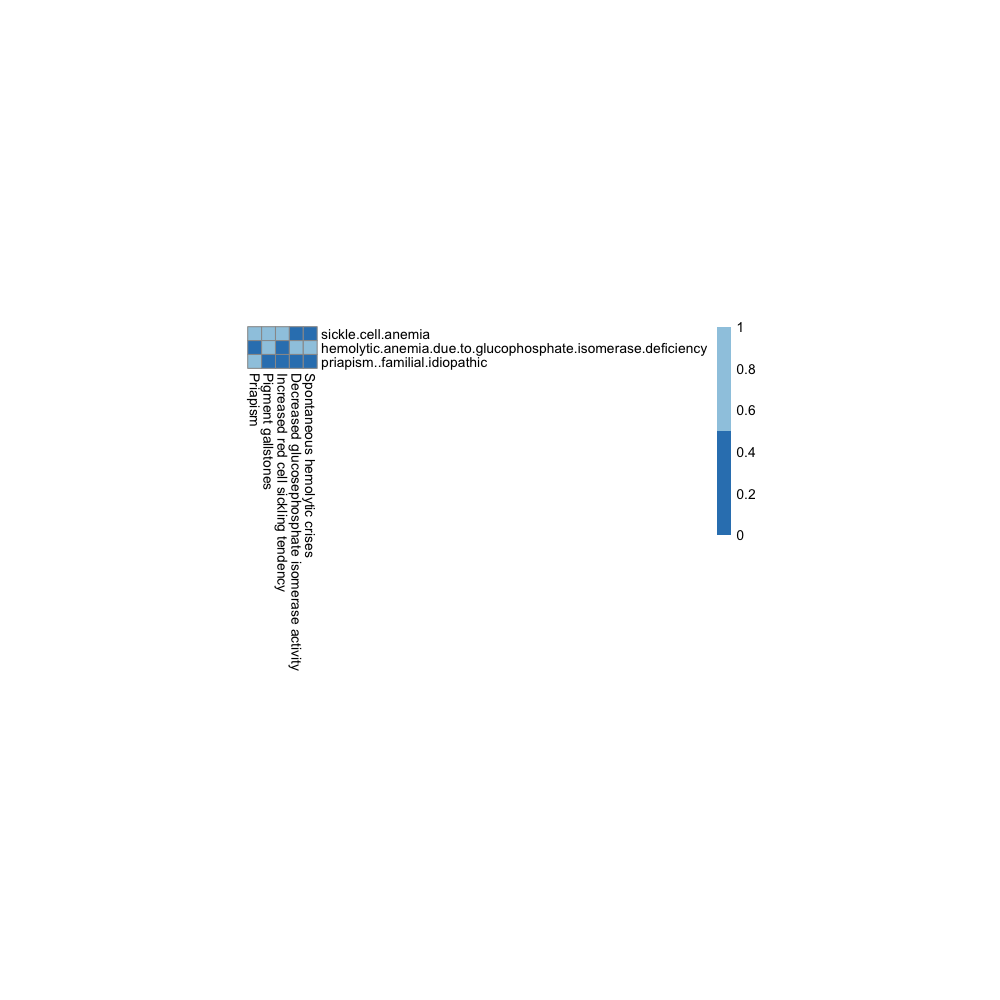 sickle.cell.anemia
hemolytic.anemia.due.to.glucophosphate.isomerase.deficiency
priapism..familial.idiopathic
Priapism
Pigment gallstones
Increased red cell sickling tendency
Decreased glucosephosphate isomerase activity
Spontaneous hemolytic crises
1
0.8
0.6
0.4
0.2
0